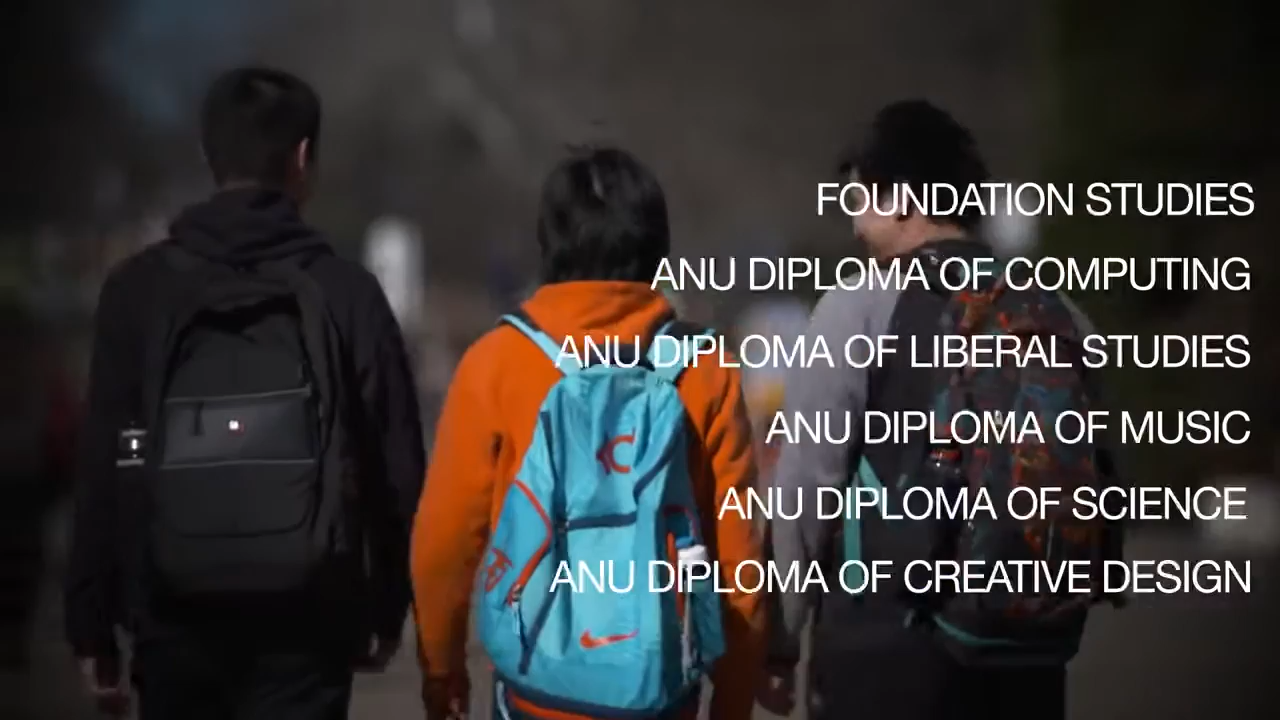 FOUNDATION STUDIES
ANU DIPLOMA OF COMPUTING
ANU DIPLOMA OF LIBERAL STUDIES
ANU DIPLOMA OF MUSIC
ANU DIPLOMA OF SCIENCE
ANU DIPLOMA OF CREATIVE DESIGN